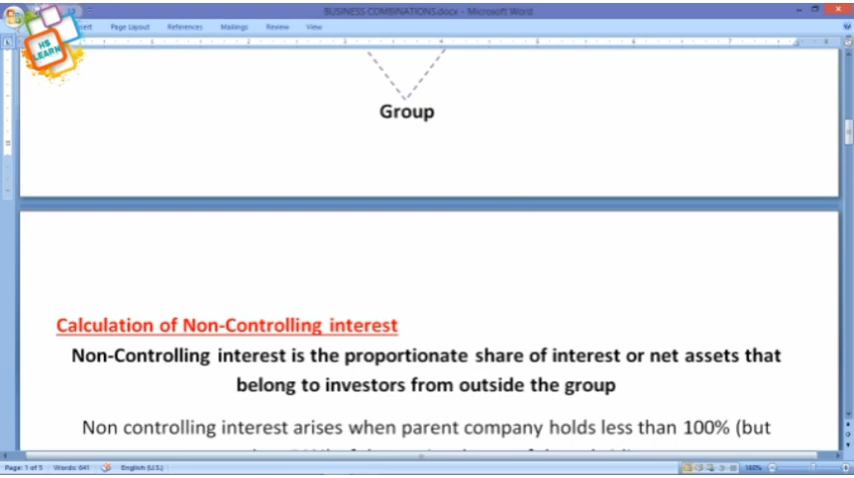 BUSINESS COMBINATIONS.docx - Microsoft Word
HS
LEARN
Page Layout References Mailings Review View
Group
Calculation of Non-Controlling interest
Non-Controlling interest is the proportionate share of interest or net assets that
belong to investors from outside the group
Non controlling interest arises when parent company holds less than 100% (but
Page: 1 of 5 Words: 641 English (U.S.) 160%